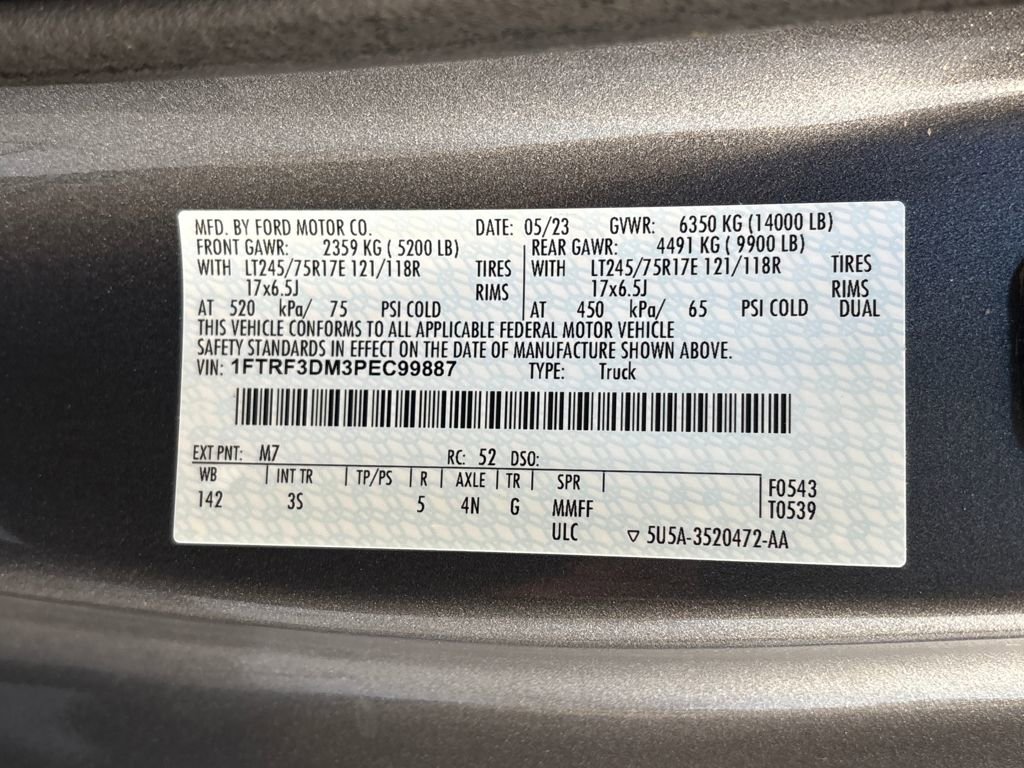 MFD. BY FORD MOTOR CO. DATE: 05/23 GVWR: 6350 KG (14000 LB)
FRONT GAWR: 2359 KG (5200 LB) REAR GAWR: 4491 KG (9900 LB)
WITH LT245/75R17E 121/118R TIRES WITH LT245/75R17E 121/118R TIRES
17x6.5J RIMS 17x6.5J RIMS
AT 520 kPa/ 75 PSI COLD AT 450 kPa/ 65 PSI COLD DUAL
THIS VEHICLE CONFORMS TO ALL APPLICABLE FEDERAL MOTOR VEHICLE
SAFETY STANDARDS IN EFFECT ON THE DATE OF MANUFACTURE SHOWN ABOVE.
VIN: 1FTRF3DM3PEC99887 TYPE: Truck
EXT PNT: M7 RC: 52 DSO:
WB INT TR TP/PS R AXLE TR SPR
142 3S 5 4N G MMFF F0543
ULC T0539
▽ 5U5A-3520472-AA